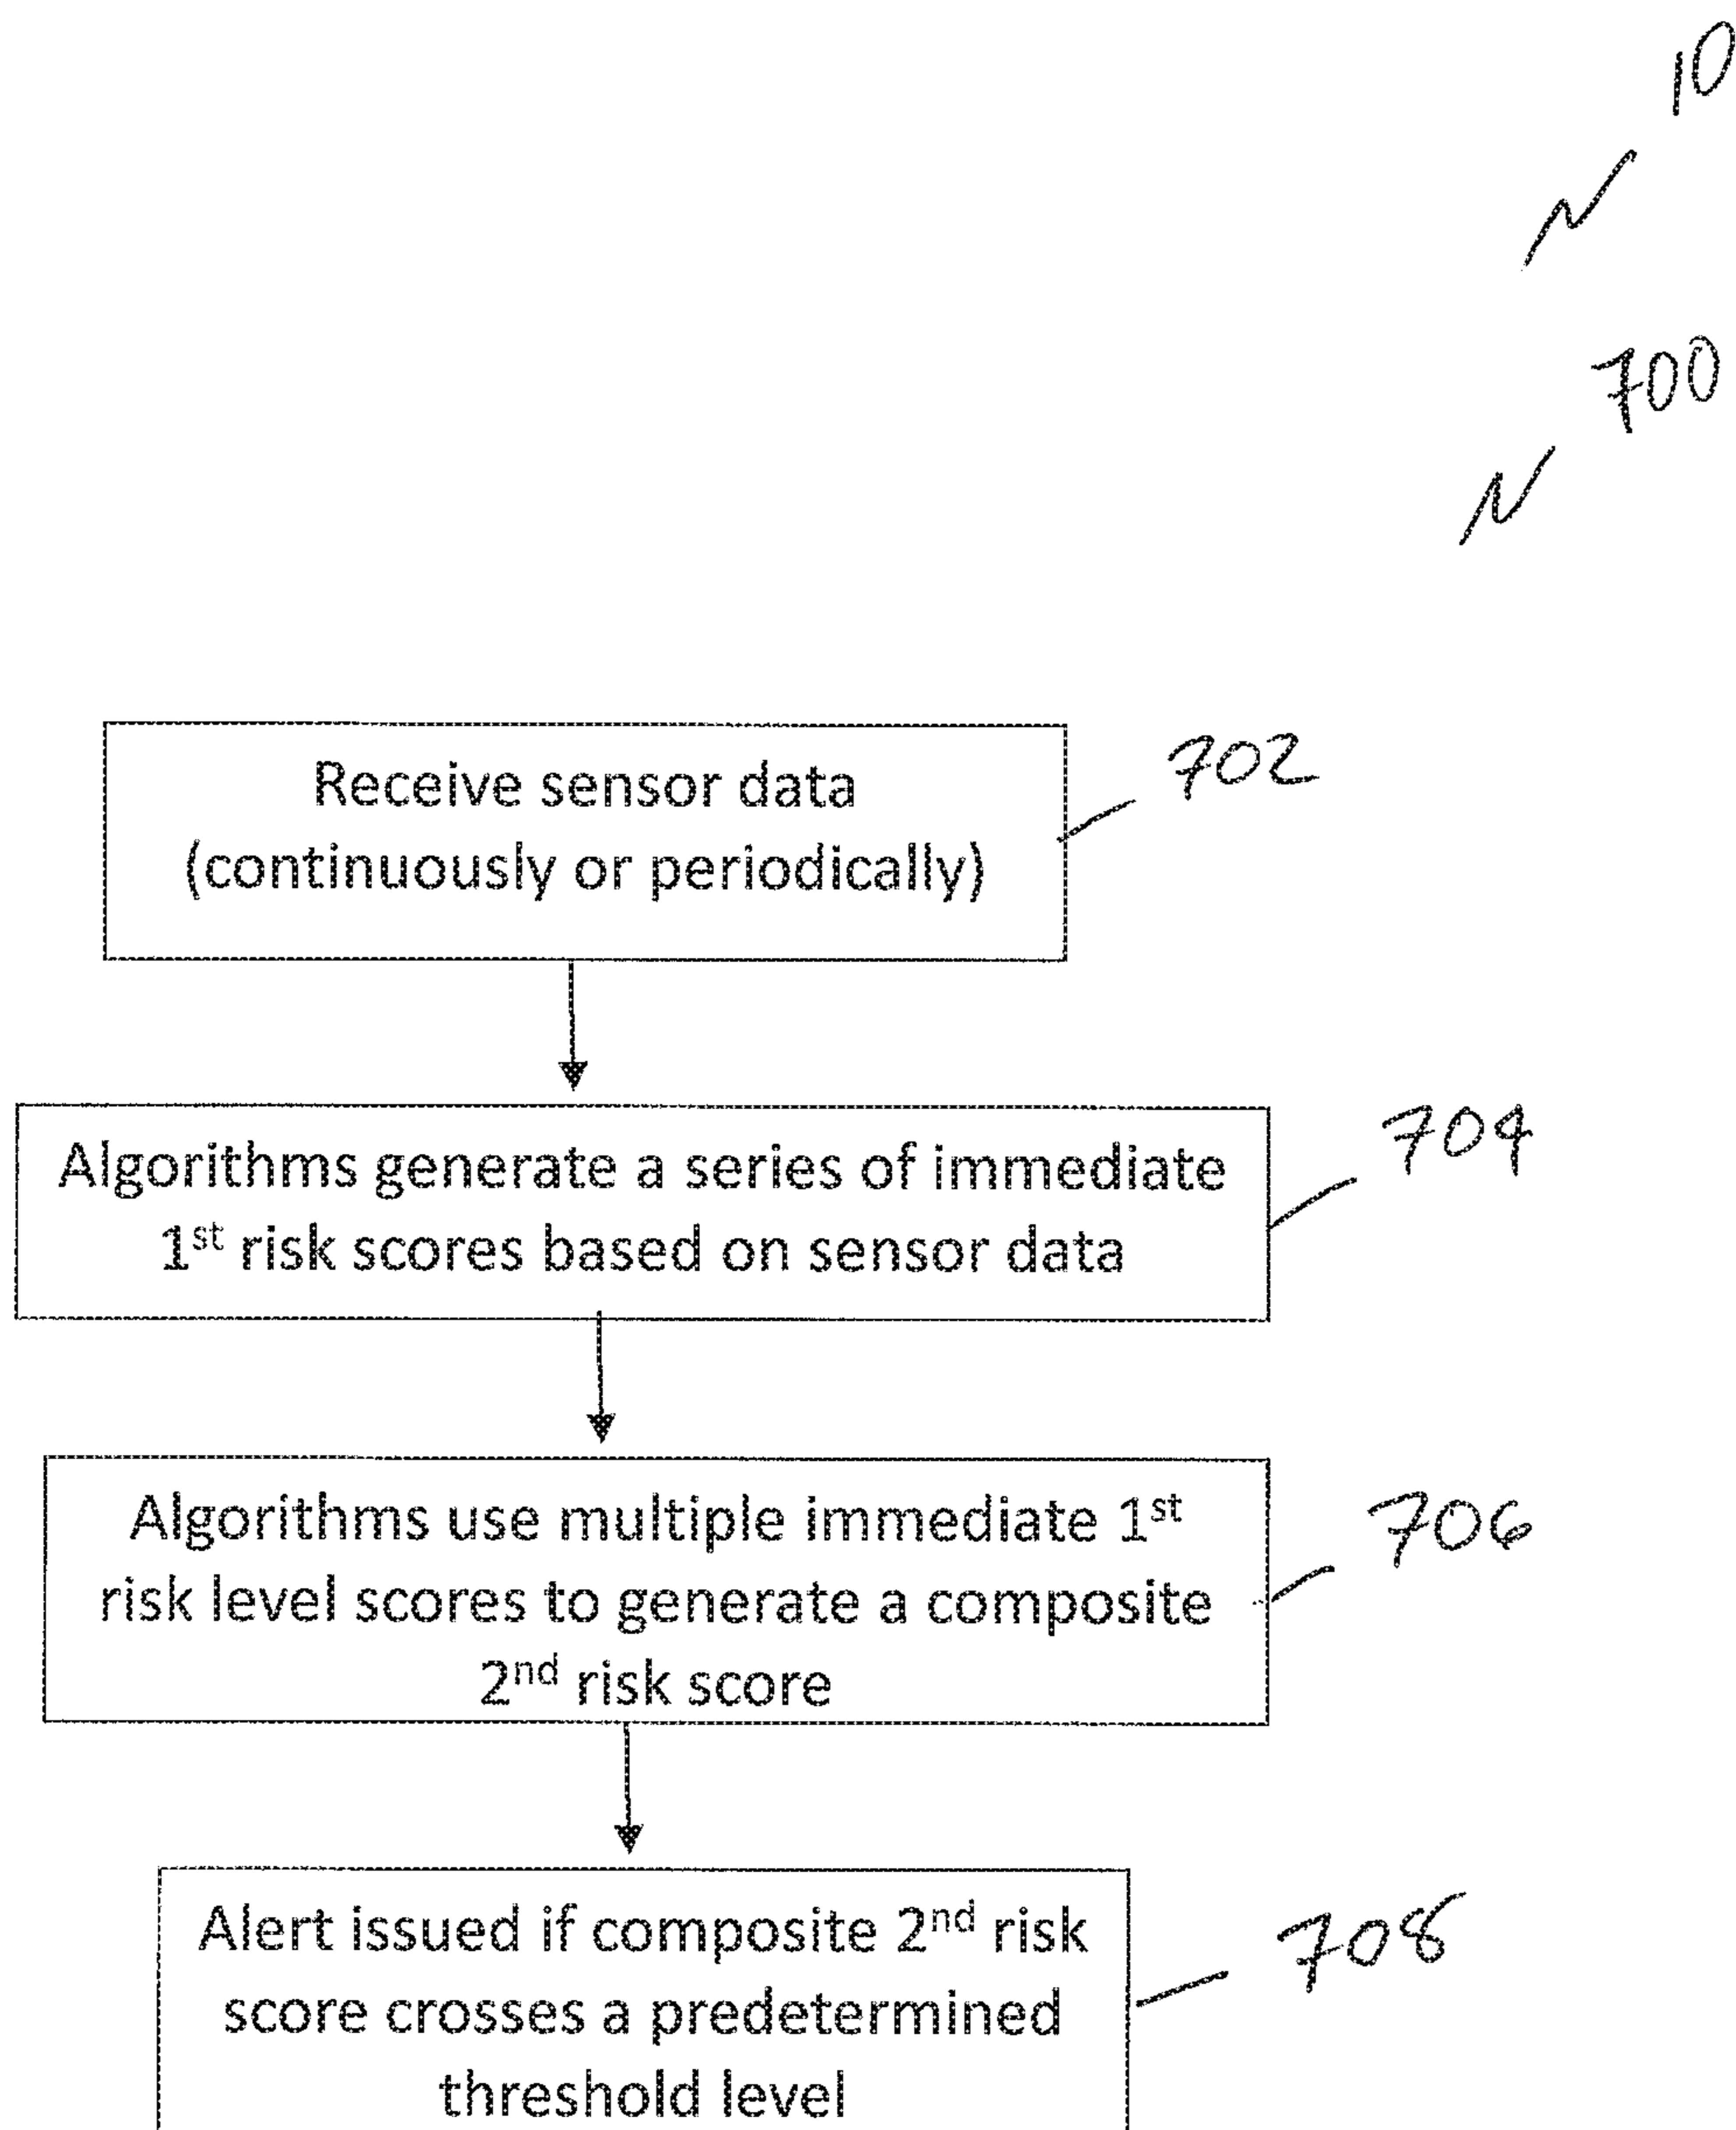 10
700
Receive sensor data
(continuously or periodically)
702
Algorithms generate a series of immediate
1st risk scores based on sensor data
704
Algorithms use multiple immediate 1st
risk level scores to generate a composite
2nd risk score
706
Alert issued if composite 2nd risk
score crosses a predetermined
threshold level
708